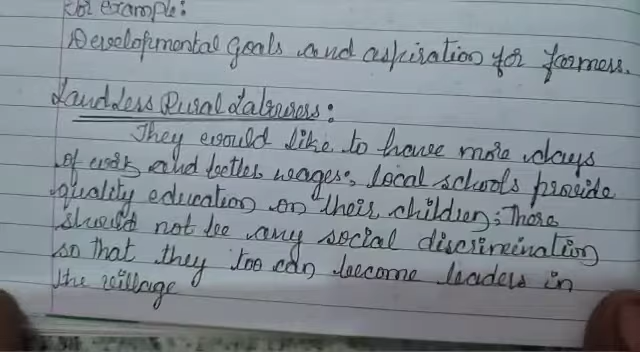 For example:
Developmental goals and aspiration for farmers.
Landless Rural Labourers:
They would like to have more days
of work and better wages; local schools provide
quality education on their children; There
should not be any social discrimination
so that they too can become leaders in
the village